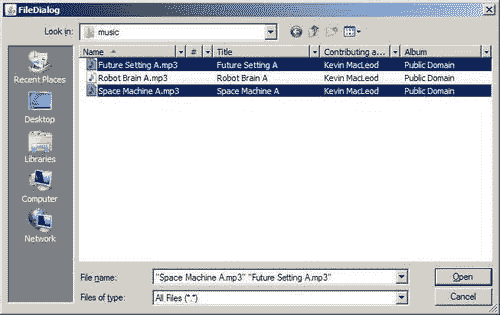 FileDialog
Look in: music
Name # Title Contributing a... Album
Future Setting A.mp3 Future Setting A Kevin MacLeod Public Domain
Robot Brain A.mp3 Robot Brain A Kevin MacLeod Public Domain
Space Machine A.mp3 Space Machine A Kevin MacLeod Public Domain
Recent Places
Desktop
Libraries
Computer
Network
File name: "Space Machine A.mp3" "Future Setting A.mp3" Open
Files of type: All Files (*.*) Cancel